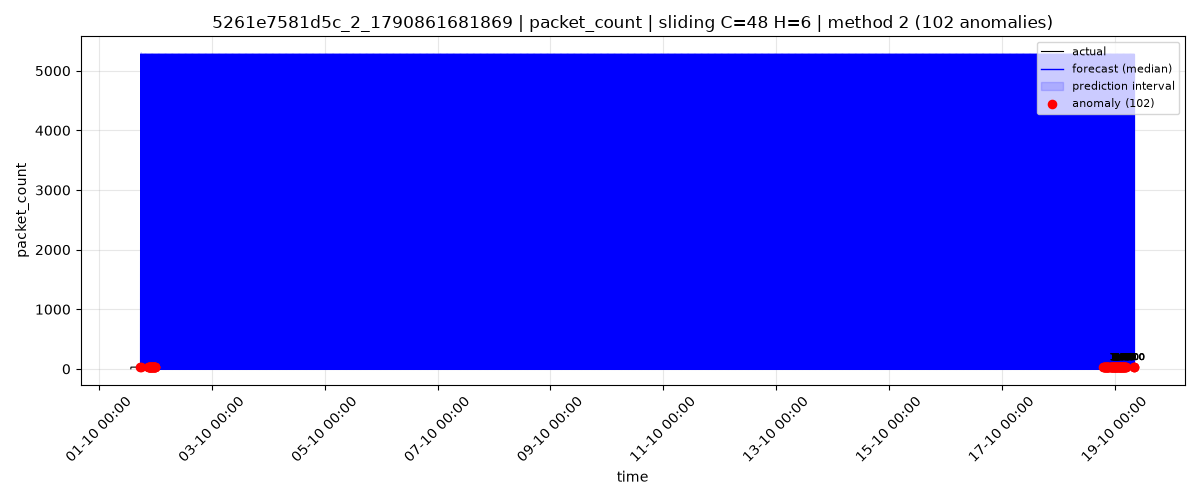 5261e7581d5c_2_1790861681869 | packet_count | sliding C=48 H=6 | method 2 (102 anomalies)
actual
forecast (median)
prediction interval
anomaly (102)
packet_count
5000
4000
3000
2000
1000
0
01-10 00:00
03-10 00:00
05-10 00:00
07-10 00:00
09-10 00:00
11-10 00:00
13-10 00:00
15-10 00:00
17-10 00:00
19-10 00:00
time